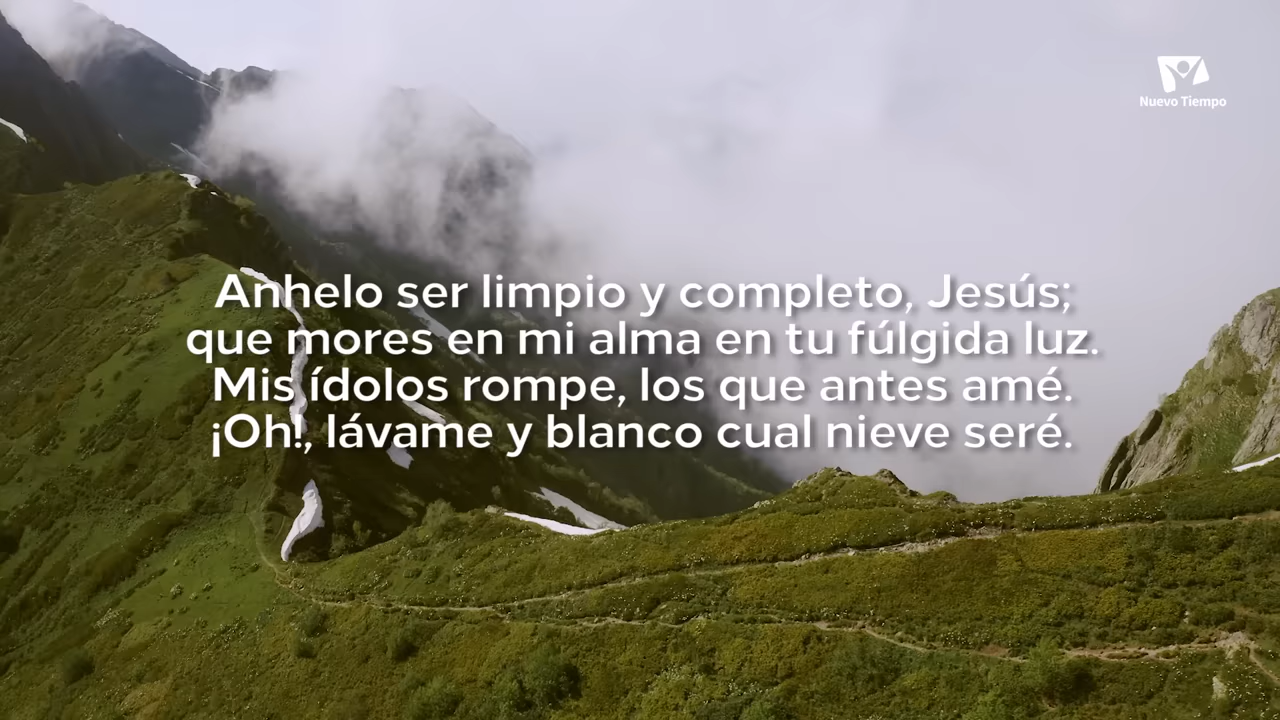 Nuevo Tiempo
Anhelo ser limpio y completo, Jesús;
que mores en mi alma en tu fúlgida luz.
Mis ídolos rompe, los que antes amé.
¡Oh!, lávame y blanco cual nieve seré.